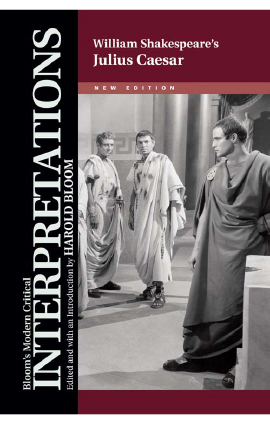 William Shakespeare's
Julius Caesar
NEW EDITION
Bloom's Modern Critical
INTERPRETATIONS
Edited and with an Introduction by HAROLD BLOOM